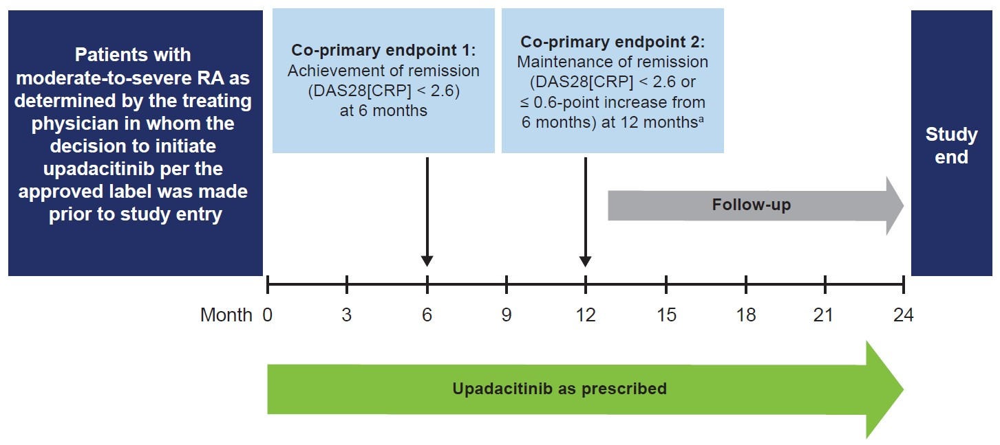 Patients with
moderate-to-severe RA as
determined by the treating
physician in whom the
decision to initiate
upadacitinib per the
approved label was made
prior to study entry
Co-primary endpoint 1:
Achievement of remission
(DAS28[CRP] < 2.6)
at 6 months
Co-primary endpoint 2:
Maintenance of remission
(DAS28[CRP] < 2.6 or
≤ 0.6-point increase from
6 months) at 12 monthsᵃ
Study
end
Follow-up
Month 0 3 6 9 12 15 18 21 24
Upadacitinib as prescribed